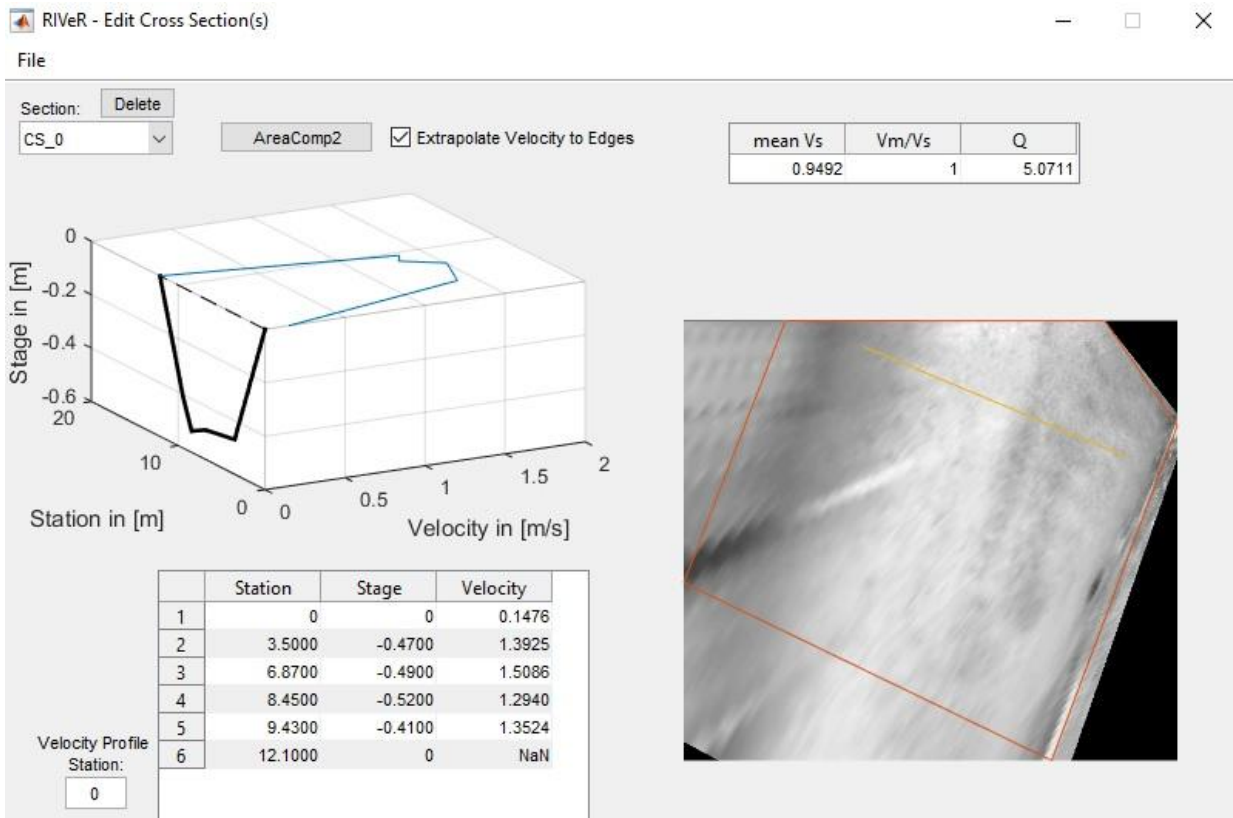 RIVeR - Edit Cross Section(s)
File
Section: Delete
CS_0 AreaComp2 Extrapolate Velocity to Edges
mean Vs Vm/Vs Q
0.9492 1 5.0711
Stage in [m]
0
-0.2
-0.4
-0.6
20
10
0
Station in [m]
0
0.5
1
1.5
2
Velocity in [m/s]
Station Stage Velocity
1 0 0 0.1476
2 3.5000 -0.4700 1.3925
3 6.8700 -0.4900 1.5086
4 8.4500 -0.5200 1.2940
5 9.4300 -0.4100 1.3524
6 12.1000 0 NaN
Velocity Profile
Station:
0